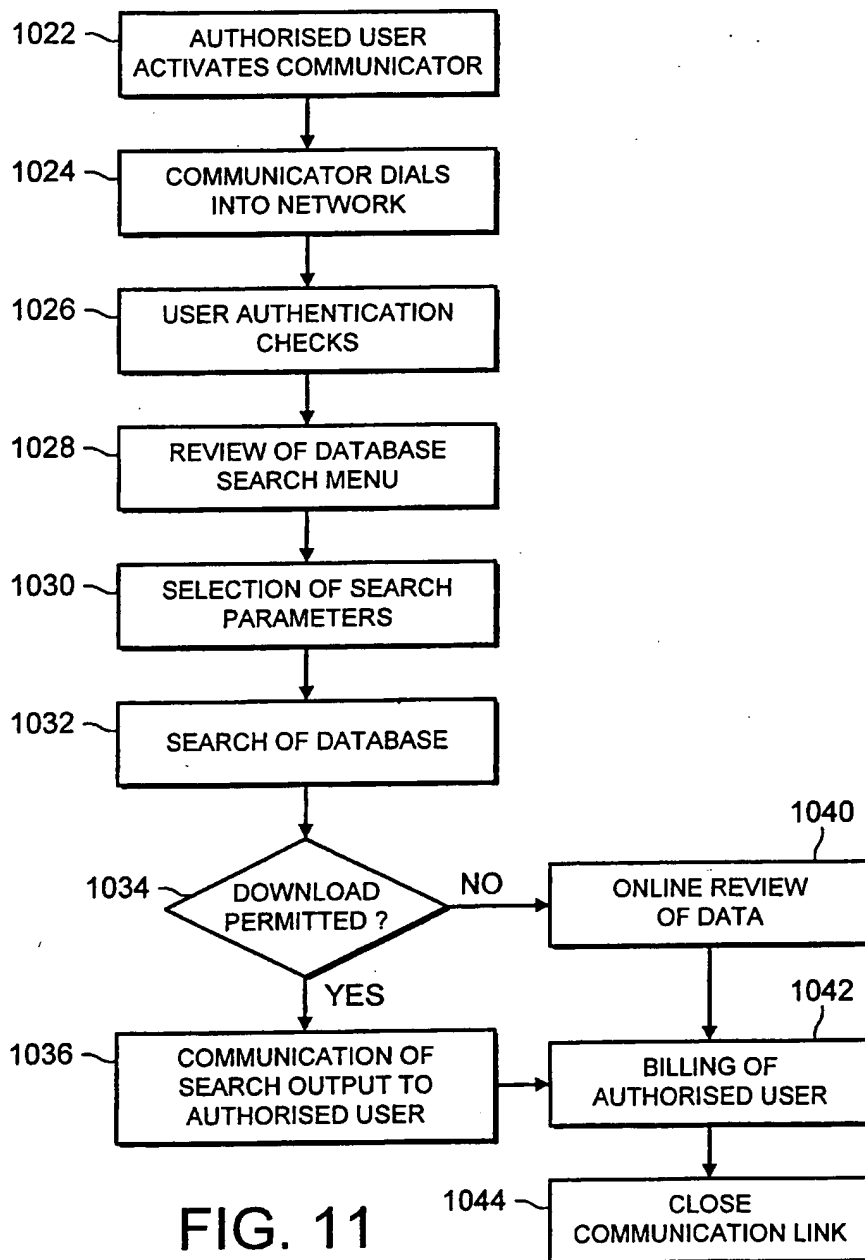 1022
AUTHORISED USER
ACTIVATES COMMUNICATOR
1024
COMMUNICATOR DIALS
INTO NETWORK
1026
USER AUTHENTICATION
CHECKS
1028
REVIEW OF DATABASE
SEARCH MENU
1030
SELECTION OF SEARCH
PARAMETERS
1032
SEARCH OF DATABASE
1034
DOWNLOAD
PERMITTED ?
NO
1040
ONLINE REVIEW
OF DATA
YES
1036
COMMUNICATION OF
SEARCH OUTPUT TO
AUTHORISED USER
1042
BILLING OF
AUTHORISED USER
1044
CLOSE
COMMUNICATION LINK
FIG. 11